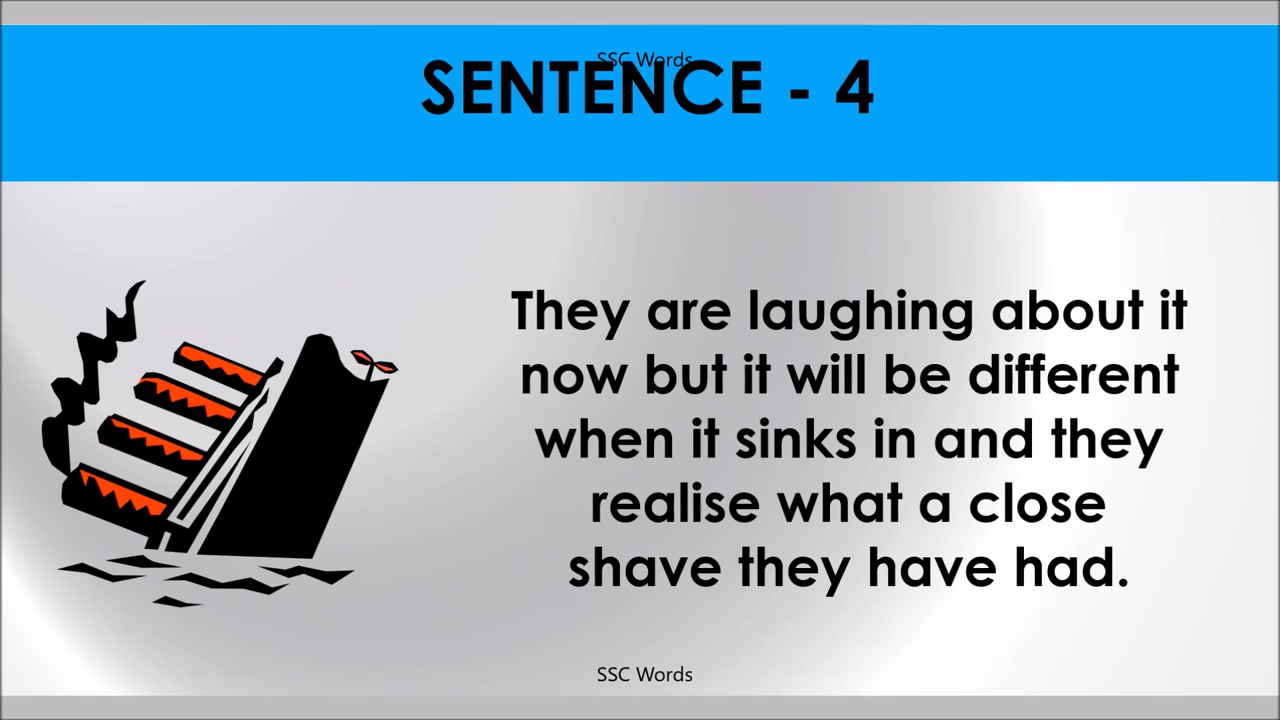 SSC Words
SENTENCE - 4
They are laughing about it
now but it will be different
when it sinks in and they
realise what a close
shave they have had.
SSC Words